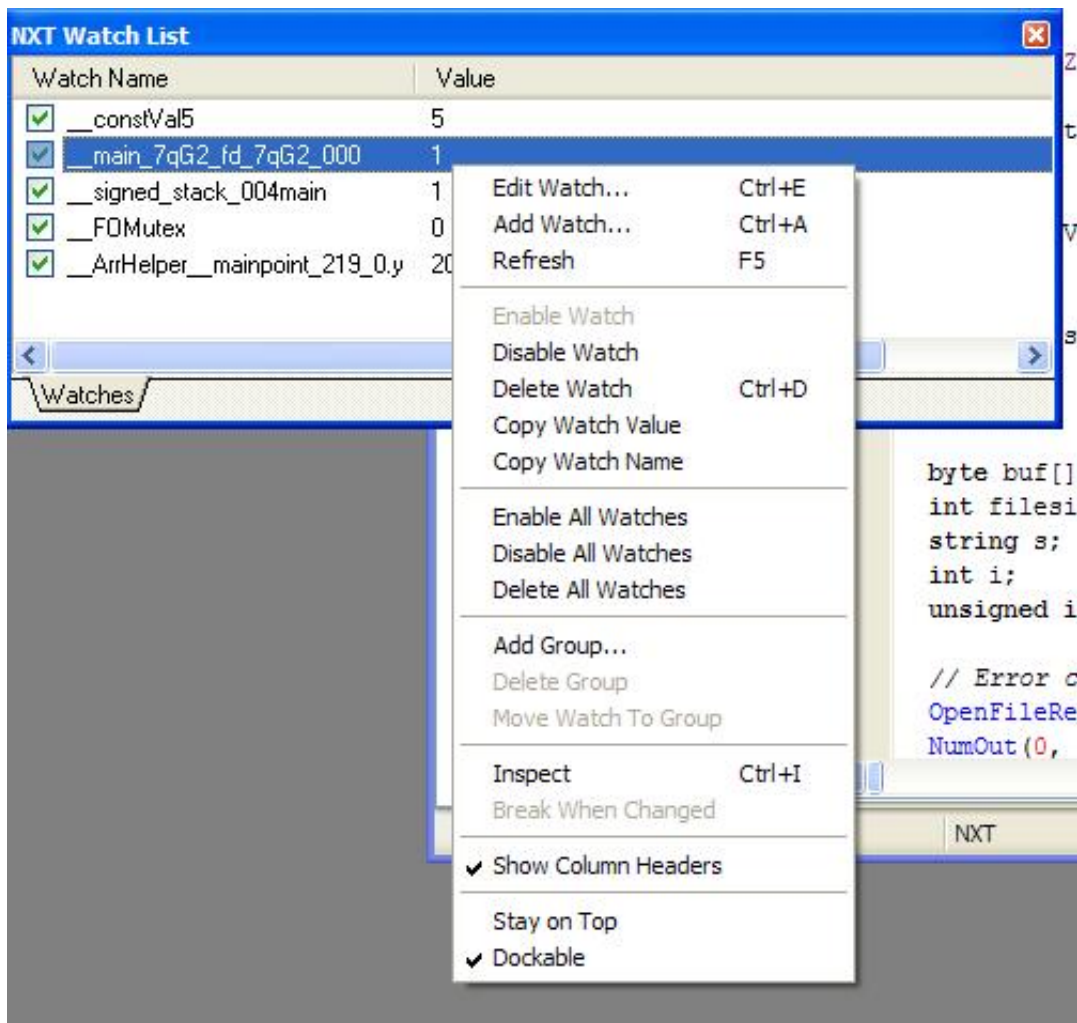 NXT Watch List
Watch Name Value
__constVal5 5
__main_7qG2_fd_7qG2_000 1
__signed_stack_004main 1
__FOMutex 0
__ArrHelper__mainpoint_219_0.y 20
Watches
Edit Watch... Ctrl+E
Add Watch... Ctrl+A
Refresh F5
Enable Watch
Disable Watch
Delete Watch Ctrl+D
Copy Watch Value
Copy Watch Name
Enable All Watches
Disable All Watches
Delete All Watches
Add Group...
Delete Group
Move Watch To Group
Inspect Ctrl+I
Break When Changed
Show Column Headers
Stay on Top
Dockable
byte buf[]
int filesi
string s;
int i;
unsigned i
// Error c
OpenFileRe
NumOut(0,
NXT